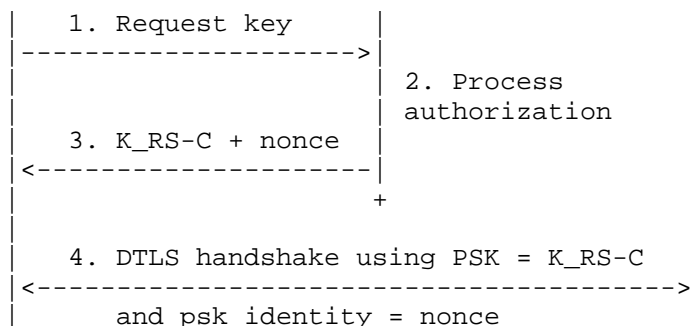 1. Request key
2. Process
authorization
3. K_RS-C + nonce
4. DTLS handshake using PSK = K_RS-C
and psk identity = nonce